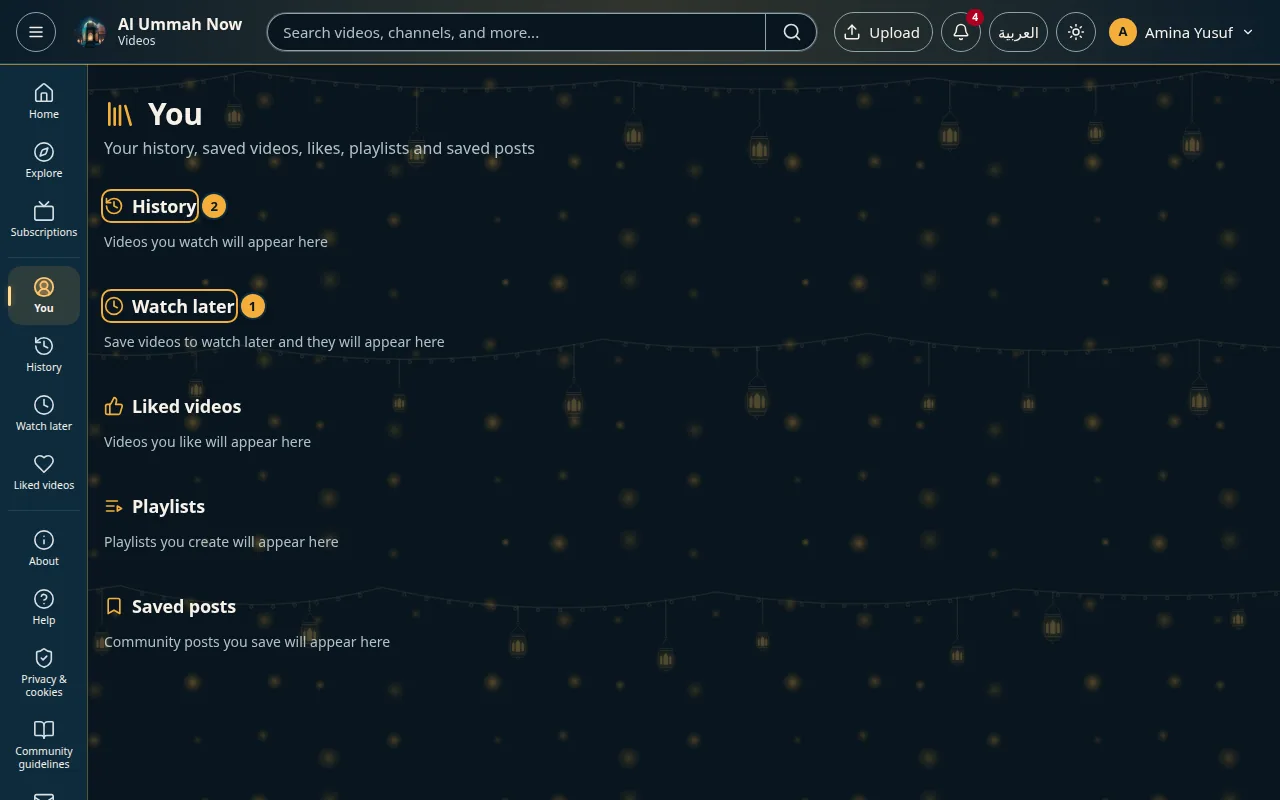 Al Ummah Now
Videos
Search videos, channels, and more...
Upload
4
العربية
A
Amina Yusuf
Home
Explore
Subscriptions
You
History
Watch later
Liked videos
About
Help
Privacy &
cookies
Community
guidelines
You
Your history, saved videos, likes, playlists and saved posts
History 2
Videos you watch will appear here
Watch later 1
Save videos to watch later and they will appear here
Liked videos
Videos you like will appear here
Playlists
Playlists you create will appear here
Saved posts
Community posts you save will appear here